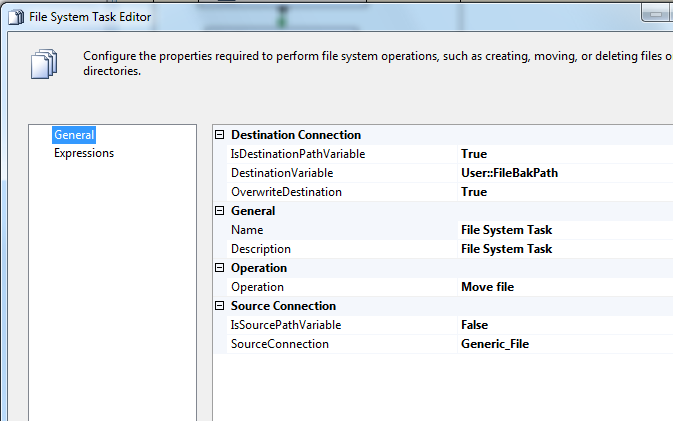 File System Task Editor
Configure the properties required to perform file system operations, such as creating, moving, or deleting files o
directories.
General
Expressions
Destination Connection
IsDestinationPathVariable True
DestinationVariable User::FileBakPath
OverwriteDestination True
General
Name File System Task
Description File System Task
Operation
Operation Move file
Source Connection
IsSourcePathVariable False
SourceConnection Generic_File